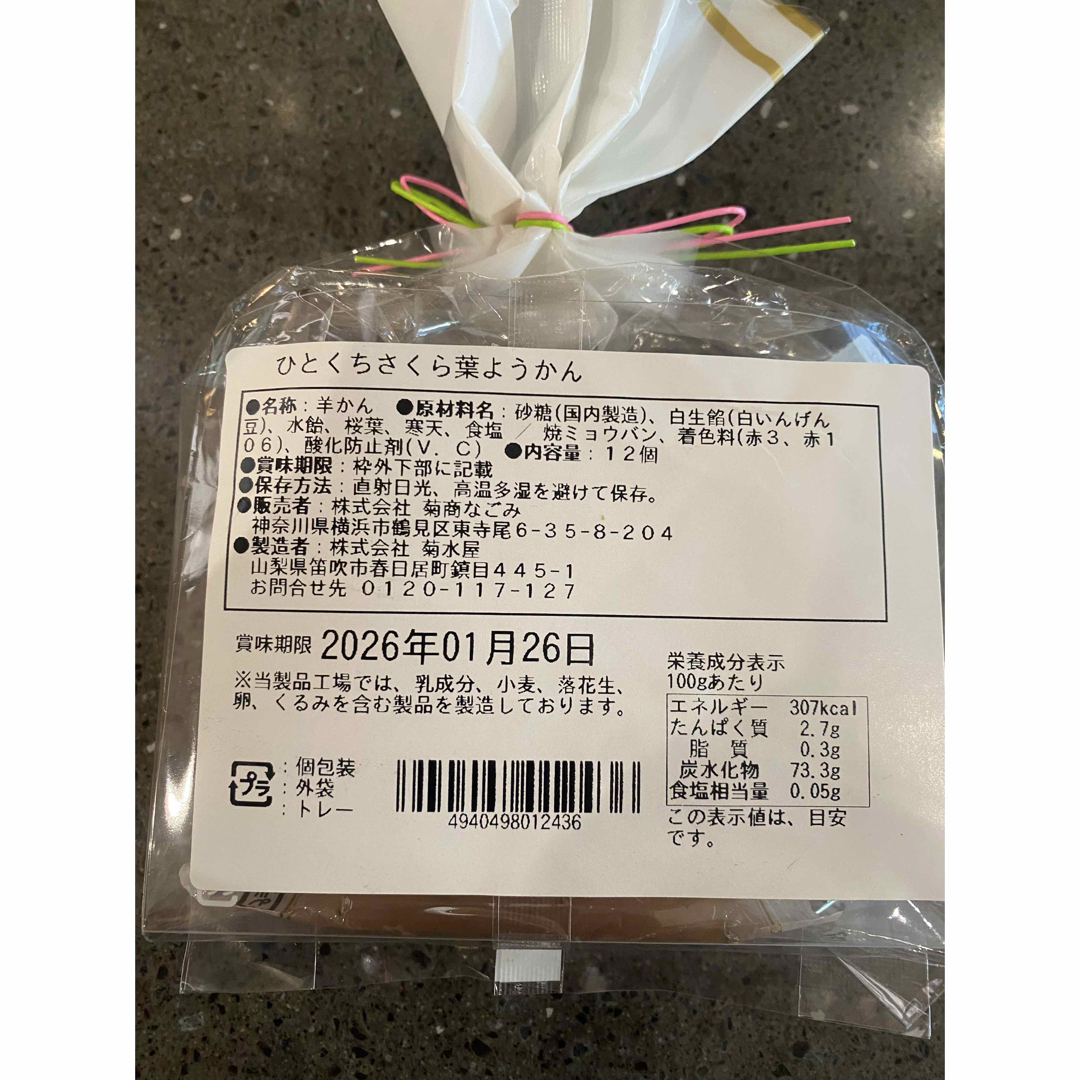 ひとくちさくら葉ようかん
●名称：羊かん ●原材料名：砂糖(国内製造)、白生餡(白いんげん
豆)、水飴、桜葉、寒天、食塩 ／ 焼ミョウバン、着色料(赤3、赤1
06)、酸化防止剤(V.C) ●内容量：12個
●賞味期限：枠外下部に記載
●保存方法：直射日光、高温多湿を避けて保存。
●販売者：株式会社 菊商なごみ
神奈川県横浜市鶴見区東寺尾6-35-8-204
●製造者：株式会社 菊水屋
山梨県笛吹市春日居町鎮目445-1
お問合せ先 0120-117-127
賞味期限 2026年01月26日
※当製品工場では、乳成分、小麦、落花生、
卵、くるみを含む製品を製造しております。
プラ
：個包装
：外袋
：トレー
4940498012436
栄養成分表示
100gあたり
エネルギー 307kcal
たんぱく質 2.7g
脂 質 0.3g
炭水化物 73.3g
食塩相当量 0.05g
この表示値は、目安
です。